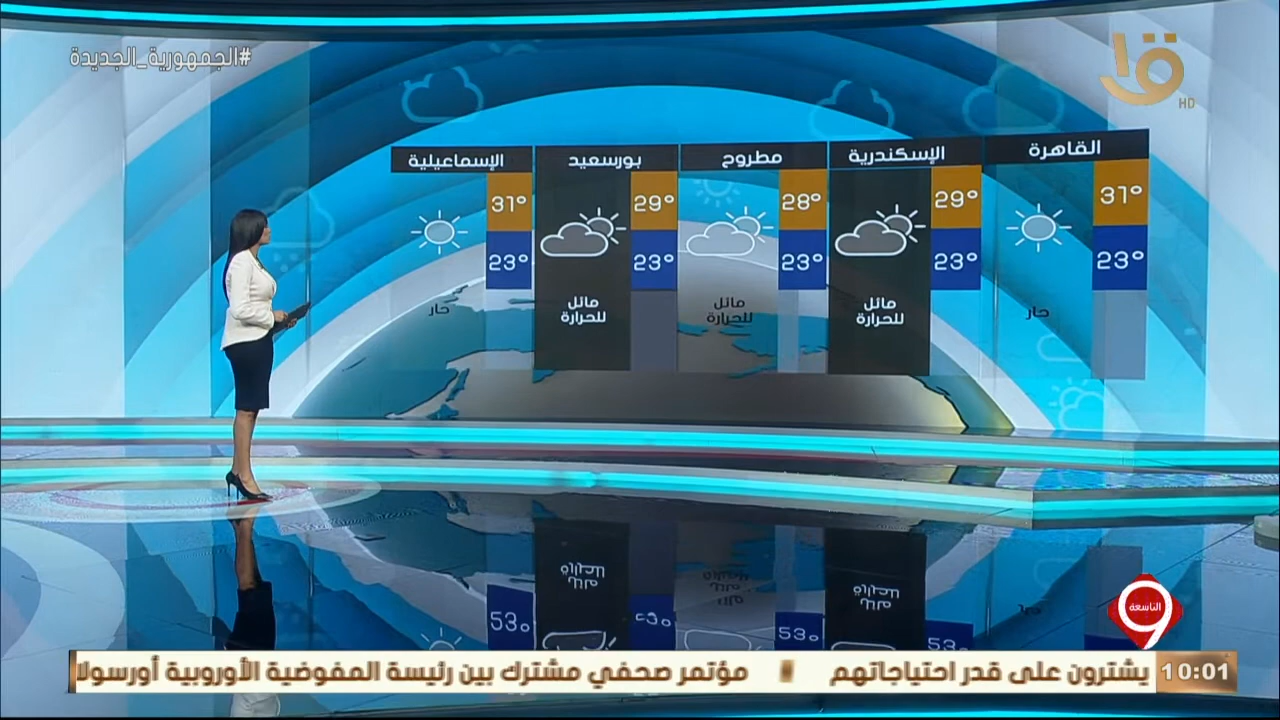 #الجمهورية_الجديدة
HD
القاهرة
31°
23°
حار
الإسكندرية
29°
23°
مائل
للحرارة
مطروح
28°
23°
مائل
للحرارة
بورسعيد
29°
23°
مائل
للحرارة
الإسماعيلية
31°
23°
حار
التاسعة
9
10:01
يشترون على قدر احتياجاتهم
مؤتمر صحفي مشترك بين رئيسة المفوضية الأوروبية أورسولا